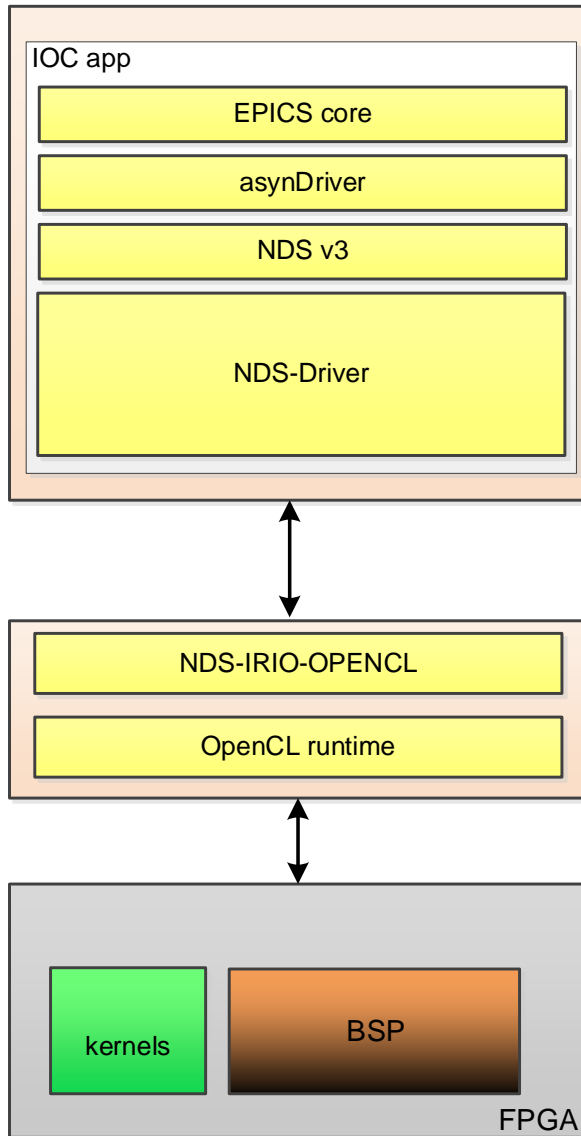 IOC app
EPICS core
asynDriver
NDS v3
NDS-Driver
NDS-IRIO-OPENCL
OpenCL runtime
kernels
BSP
FPGA